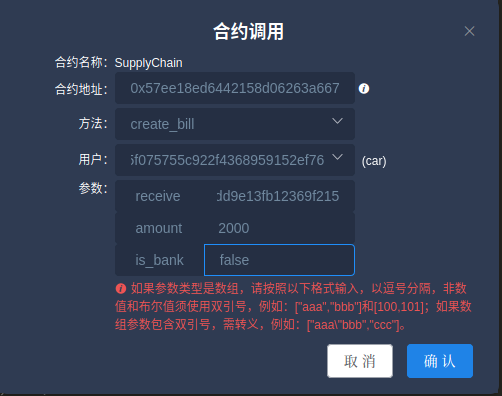 合约调用
合约名称: SupplyChain
合约地址: 0x57ee18ed6442158d06263a667
方法: create_bill
用户: 5f075755c922f4368959152ef76 (car)
参数:
receive dd9e13fb12369f215
amount 2000
is_bank false
如果参数类型是数组，请按照以下格式输入，以逗号分隔，非数
值和布尔值须使用双引号，例如：["aaa","bbb"]和[100,101]；如果数
组参数包含双引号，需转义，例如：["aaa\"bbb","ccc"]。
取 消 确 认